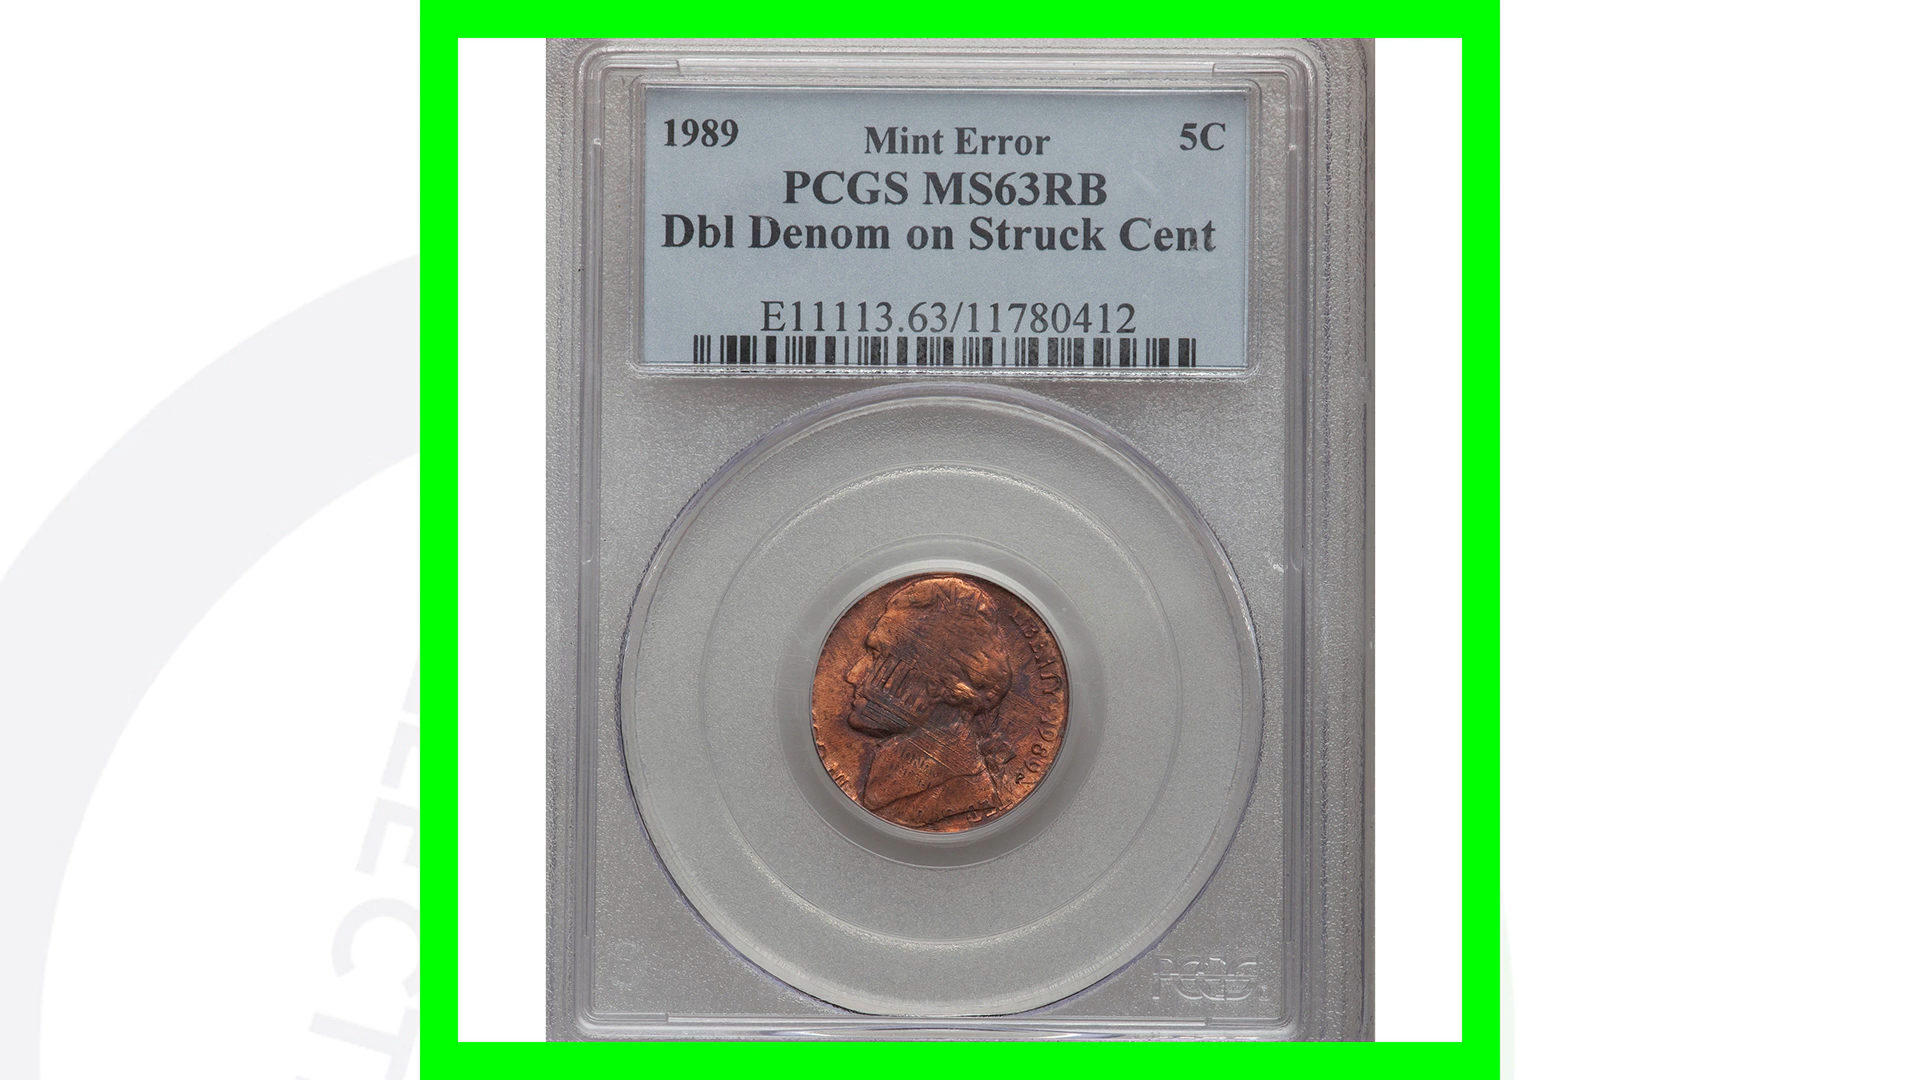 1989 Mint Error 5C
PCGS MS63RB
Dbl Denom on Struck Cent
E11113.63/11780412
LIBERTY 1989
PCGS